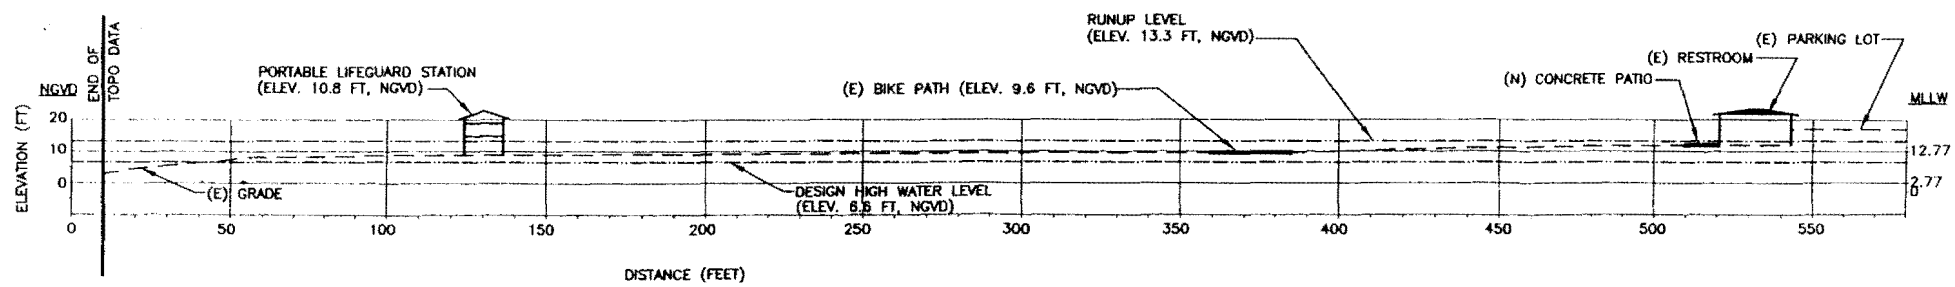 RUNUP LEVEL
(ELEV. 13.3 FT, NGVD)
(E) PARKING LOT
(E) RESTROOM
(N) CONCRETE PATIO
PORTABLE LIFEGUARD STATION
(ELEV. 10.8 FT, NGVD)
(E) BIKE PATH (ELEV. 9.6 FT, NGVD)
END OF
TOPO DATA
NGVD
MLLW
ELEVATION (FT)
20
10
0
12.77
2.77
0
(E) GRADE
DESIGN HIGH WATER LEVEL
(ELEV. 6.6 FT, NGVD)
0 50 100 150 200 250 300 350 400 450 500 550
DISTANCE (FEET)